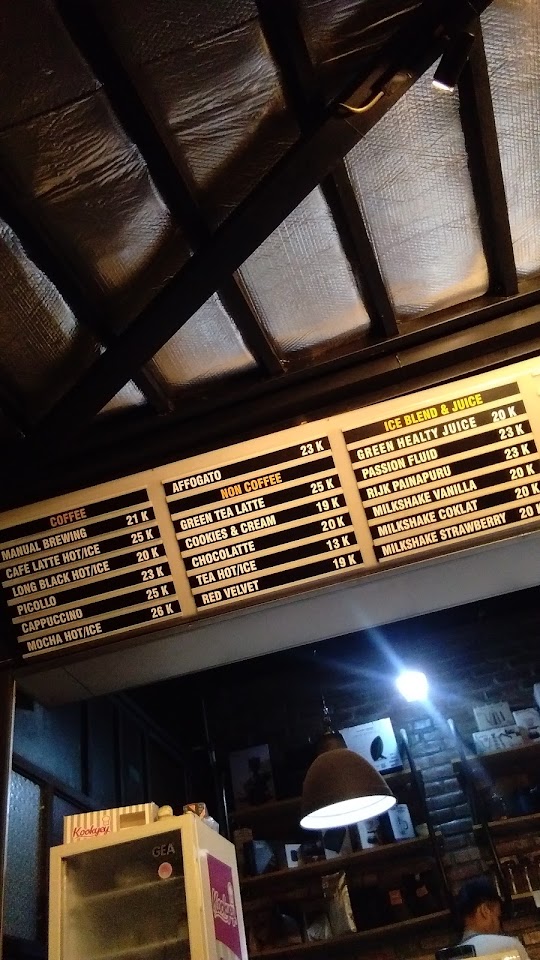 COFFEE
MANUAL BREWING 21 K
CAFE LATTE HOT/ICE 25 K
LONG BLACK HOT/ICE 20 K
PICOLLO 23 K
CAPPUCCINO 25 K
MOCHA HOT/ICE 26 K
AFFOGATO 23 K
NON COFFEE
GREEN TEA LATTE 25 K
COOKIES & CREAM 19 K
CHOCOLATTE 20 K
TEA HOT/ICE 13 K
RED VELVET 19 K
ICE BLEND & JUICE
GREEN HEALTY JUICE 20 K
PASSION FLUID 23 K
RIJK PAINAPURU 23 K
MILKSHAKE VANILLA 20 K
MILKSHAKE COKLAT 20 K
MILKSHAKE STRAWBERRY 20 K
GEA